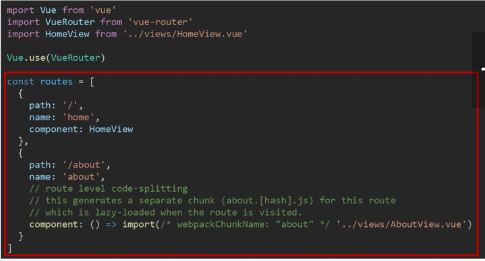 mport Vue from 'vue'
import VueRouter from 'vue-router'
import HomeView from '../views/HomeView.vue'
Vue.use(VueRouter)
const routes = [
{
path: '/',
name: 'home',
component: HomeView
},
{
path: '/about',
name: 'about',
// route level code-splitting
// this generates a separate chunk (about.[hash].js) for this route
// which is lazy-loaded when the route is visited.
component: () => import(/* webpackChunkName: "about" */ '../views/AboutView.vue')
}
]